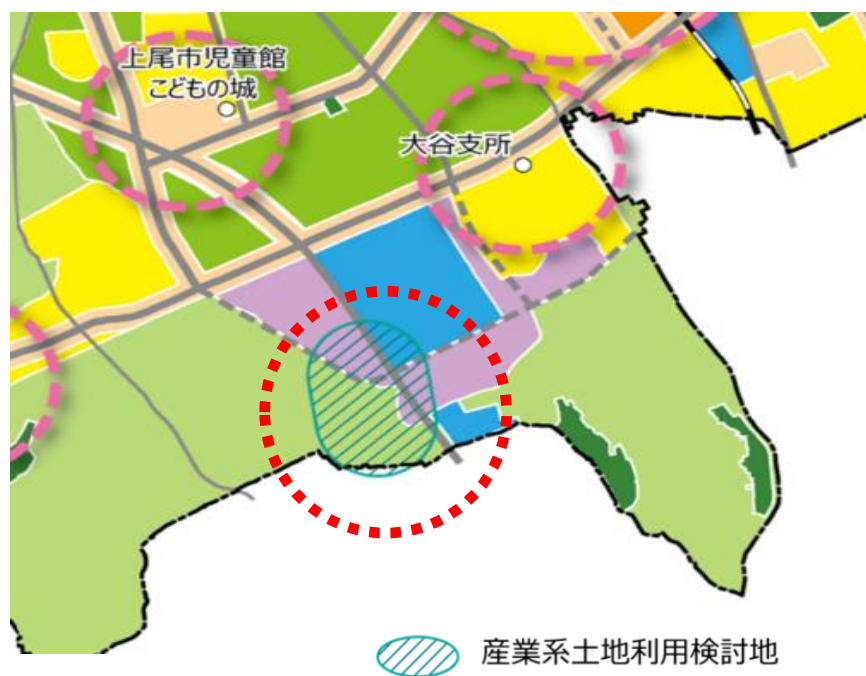 上尾市児童館
こどもの城
大谷支所
産業系土地利用検討地